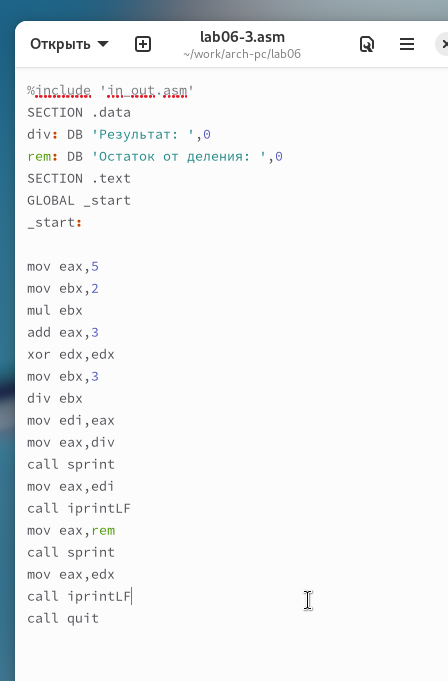 Открыть
lab06-3.asm
~/work/arch-pc/lab06
%include 'in_out.asm'
SECTION .data
div: DB 'Результат: ',0
rem: DB 'Остаток от деления: ',0
SECTION .text
GLOBAL _start
_start:
mov eax,5
mov ebx,2
mul ebx
add eax,3
xor edx,edx
mov ebx,3
div ebx
mov edi,eax
mov eax,div
call sprint
mov eax,edi
call iprintLF
mov eax,rem
call sprint
mov eax,edx
call iprintLF
call quit